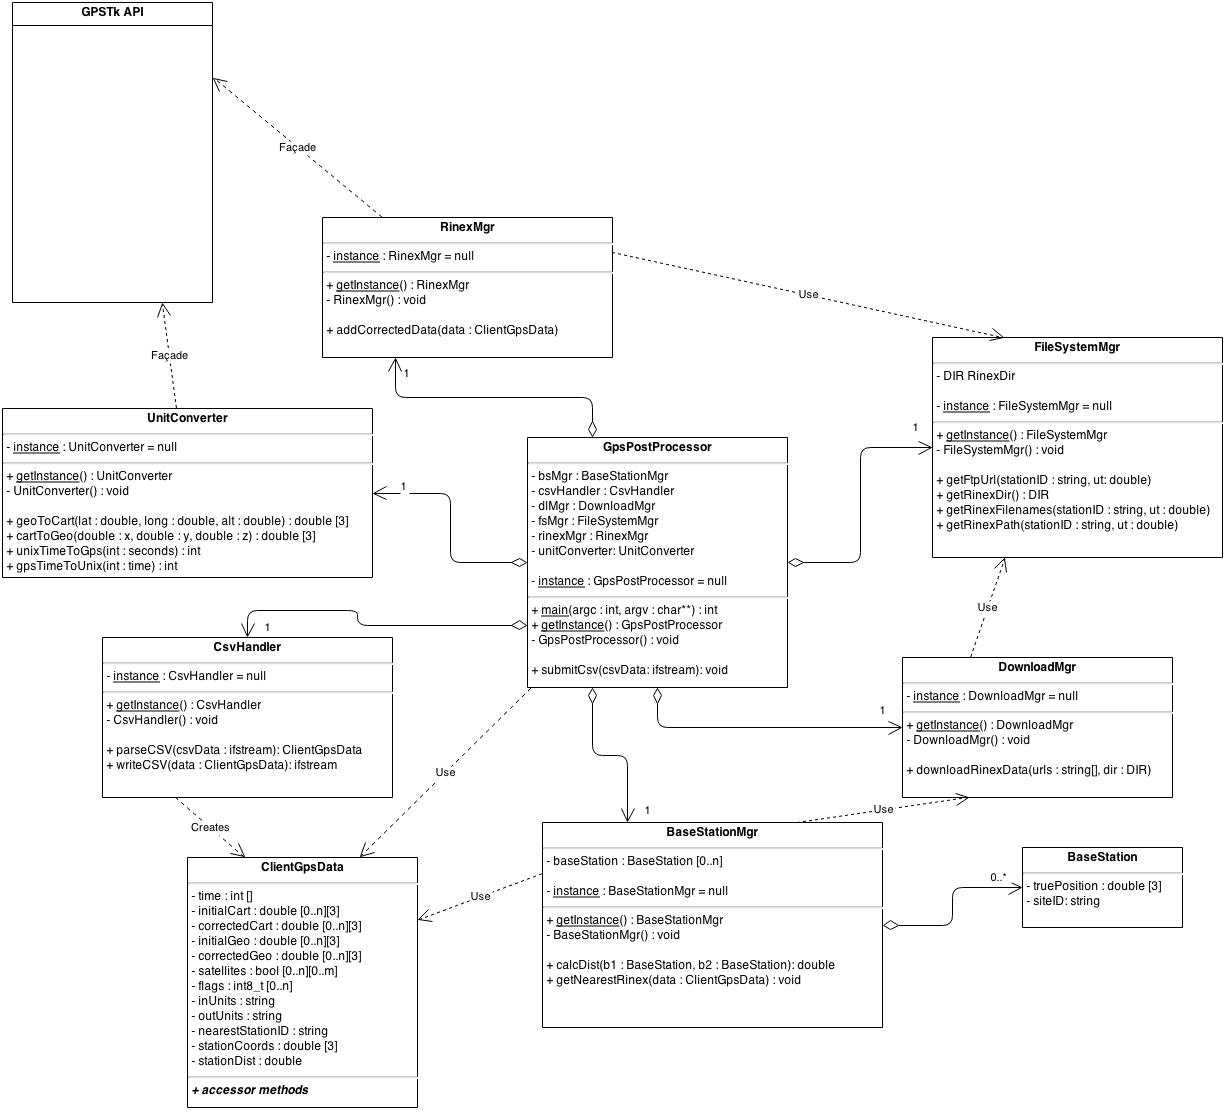 GPSTk API
Façade
RinexMgr
- instance : RinexMgr = null
+ getInstance() : RinexMgr
- RinexMgr() : void
+ addCorrectedData(data : ClientGpsData)
Use
1
Façade
FileSystemMgr
- DIR RinexDir
- instance : FileSystemMgr = null
+ getInstance() : FileSystemMgr
- FileSystemMgr() : void
+ getFtpUrl(stationID : string, ut: double)
+ getRinexDir() : DIR
+ getRinexFilenames(stationID : string, ut : double)
+ getRinexPath(stationID : string, ut : double)
1
UnitConverter
- instance : UnitConverter = null
+ getInstance() : UnitConverter
- UnitConverter() : void
+ geoToCart(lat : double, long : double, alt : double) : double [3]
+ cartToGeo(double : x, double : y, double : z) : double [3]
+ unixTimeToGps(int : seconds) : int
+ gpsTimeToUnix(int : time) : int
1
GpsPostProcessor
- bsMgr : BaseStationMgr
- csvHandler : CsvHandler
- dlMgr : DownloadMgr
- fsMgr : FileSystemMgr
- rinexMgr : RinexMgr
- unitConverter: UnitConverter
- instance : GpsPostProcessor = null
+ main(argc : int, argv : char**) : int
+ getInstance() : GpsPostProcessor
- GpsPostProcessor() : void
+ submitCsv(csvData: ifstream): void
Use
1
CsvHandler
- instance : CsvHandler = null
+ getInstance() : CsvHandler
- CsvHandler() : void
+ parseCSV(csvData : ifstream): ClientGpsData
+ writeCSV(data : ClientGpsData): ifstream
DownloadMgr
- instance : DownloadMgr = null
+ getInstance() : DownloadMgr
- DownloadMgr() : void
+ downloadRinexData(urls : string[], dir : DIR)
1
Use
1
Use
Creates
ClientGpsData
- time : int []
- initialCart : double [0..n][3]
- correctedCart : double [0..n][3]
- initialGeo : double [0..n][3]
- correctedGeo : double [0..n][3]
- satellites : bool [0..n][0..m]
- flags : int8_t [0..n]
- inUnits : string
- outUnits : string
- nearestStationID : string
- stationCoords : double [3]
- stationDist : double
+ accessor methods
Use
BaseStationMgr
- baseStation : BaseStation [0..n]
- instance : BaseStationMgr = null
+ getInstance() : BaseStationMgr
- BaseStationMgr() : void
+ calcDist(b1 : BaseStation, b2 : BaseStation): double
+ getNearestRinex(data : ClientGpsData) : void
0..*
BaseStation
- truePosition : double [3]
- siteID: string